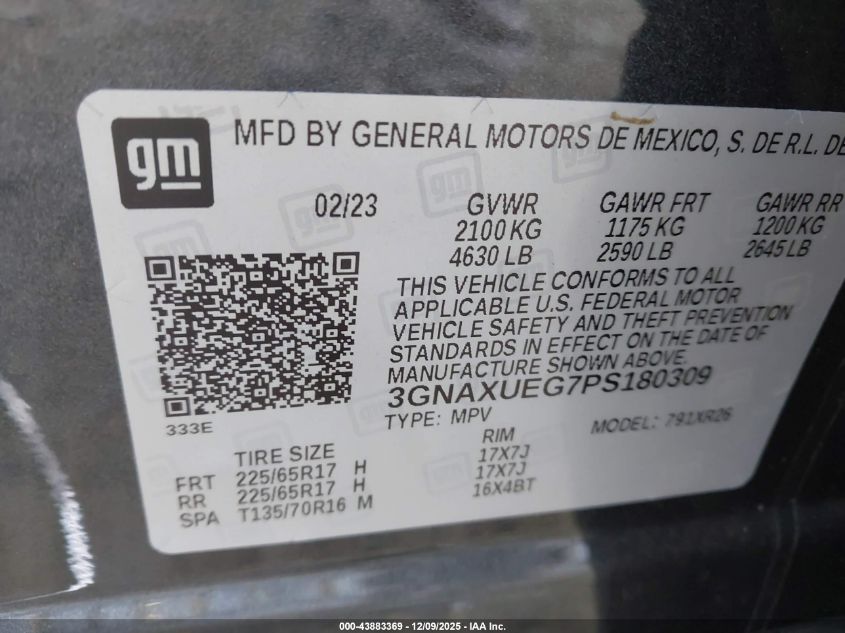 gm
MFD BY GENERAL MOTORS DE MEXICO, S. DE R.L. DE
02/23
GVWR GAWR FRT GAWR RR
2100 KG 1175 KG 1200 KG
4630 LB 2590 LB 2645 LB
THIS VEHICLE CONFORMS TO ALL
APPLICABLE U.S. FEDERAL MOTOR
VEHICLE SAFETY AND THEFT PREVENTION
STANDARDS IN EFFECT ON THE DATE OF
MANUFACTURE SHOWN ABOVE.
3GNAXUEG7PS180309
TYPE: MPV MODEL: 791XR26
333E
TIRE SIZE RIM
FRT 225/65R17 H 17X7J
RR 225/65R17 H 17X7J
SPA T135/70R16 M 16X4BT
000-43883369 - 12/09/2025 - IAA Inc.